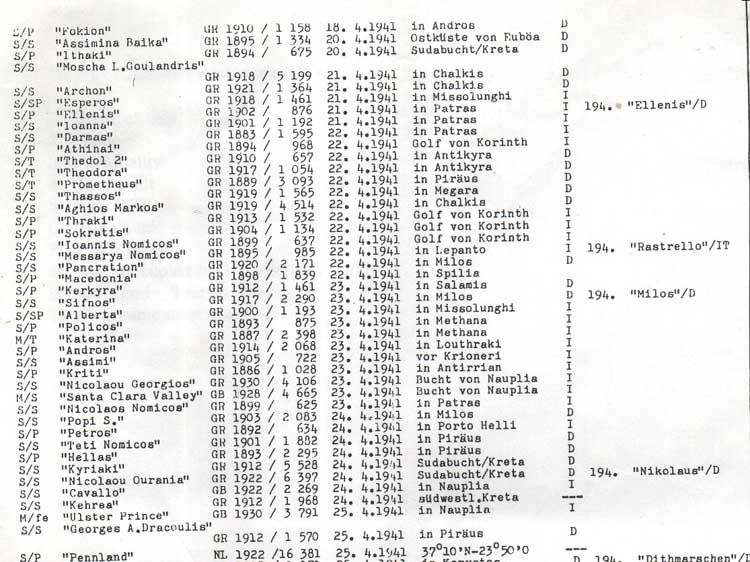 S/P "Fokion" GR 1910 / 1 158 18. 4.1941 in Andros D
S/S "Assimina Baika" GR 1895 / 1 334 20. 4.1941 Ostküste von Euböa D
S/P "Ithaki" GR 1894 / 675 20. 4.1941 Sudabucht/Kreta D
S/S "Moscha L.Goulandris"
GR 1918 / 5 199 21. 4.1941 in Chalkis D
S/S "Archon" GR 1921 / 1 364 21. 4.1941 in Chalkis D
S/SP "Esperos" GR 1918 / 1 461 21. 4.1941 in Missolunghi I
S/P "Ellenis" GR 1902 / 876 21. 4.1941 in Patras I 194. "Ellenis"/D
S/S "Ioanna" GR 1901 / 1 192 21. 4.1941 in Patras I
S/S "Darmas" GR 1883 / 1 595 22. 4.1941 in Patras I
S/P "Athinai" GR 1894/ 968 22. 4.1941 Golf von Korinth I
S/T "Thedol 2" GR 1910/ 657 22. 4.1941 in Antikyra D
S/T "Theodora" GR 1917 / 1 054 22. 4.1941 in Antikyra D
S/T "Prometheus" GR 1889 / 3 093 22. 4.1941 in Piräus D
S/S "Thassos" GR 1919 / 1 565 22. 4.1941 in Megara D
S/S "Aghios Markos" GR 1919 / 4 514 22. 4.1941 in Chalkis D
S/P "Thraki" GR 1913 / 1 532 22. 4.1941 Golf von Korinth I
S/P "Sokratis" GR 1904 / 1 134 22. 4.1941 Golf von Korinth I
S/S "Ioannis Nomicos" GR 1899 / 637 22. 4.1941 Golf von Korinth I
S/S "Messarya Nomicos" GR 1895 / 985 22. 4.1941 in Lepanto I 194. "Rastrello"/IT
S/S "Pancration" GR 1920 / 2 171 22. 4.1941 in Milos D
S/P "Macedonia" GR 1898 / 1 839 22. 4.1941 in Spilia I
S/P "Kerkyra" GR 1912 / 1 461 23. 4.1941 in Salamis D
S/S "Sifnos" GR 1917 / 2 290 23. 4.1941 in Milos D 194. "Milos"/D
S/SP "Alberta" GR 1900 / 1 193 23. 4.1941 in Missolunghi I
S/P "Policos" GR 1893/ 875 23. 4.1941 in Methana I
M/T "Katerina" GR 1887 / 2 398 23. 4.1941 in Methana I
S/P "Andros" GR 1914 / 2 068 23. 4.1941 in Louthraki I
S/S "Assimi" GR 1905 / 722 23. 4.1941 vor Krioneri I
S/P "Kriti" GR 1886 / 1 028 23. 4.1941 in Antirrian I
S/S "Nicolaou Georgios" GR 1930 / 4 106 23. 4.1941 Bucht von Nauplia I
M/S "Santa Clara Valley" GB 1928 / 4 665 23. 4.1941 Bucht von Nauplia I
S/S "Nicolaos Nomicos" GR 1899 / 625 23. 4.1941 in Patras I
S/S "Popi S." GR 1903 / 2 083 24. 4.1941 in Milos D
S/P "Petros" GR 1892 / 634 24. 4.1941 in Porto Helli I
S/S "Teti Nomicos" GR 1901 / 1 882 24. 4.1941 in Piräus D
S/P "Hellas" GR 1893 / 2 295 24. 4.1941 in Piräus D
S/S "Kyriaki" GR 1912 / 5 528 24. 4.1941 Sudabucht/Kreta D
S/S "Nicolaou Ourania" GR 1922 / 6 397 24. 4.1941 Sudabucht/Kreta D 194. "Nikolaus"/D
S/S "Cavallo" GB 1922 / 2 269 24. 4.1941 in Nauplia I
S/S "Kehrea" GR 1912 / 1 968 24. 4.1941 südwestl.Kreta ---
M/fe "Ulster Prince" GB 1930 / 3 791 25. 4.1941 in Nauplia I
S/S "Georges A.Dracoulis"
GR 1912 / 1 570 25. 4.1941 in Piräus D
S/P "Pennland" NL 1922 /16 381 25. 4.1941 37°10'N-23°50'0 ---
D 194. "Dithmarschen"/D